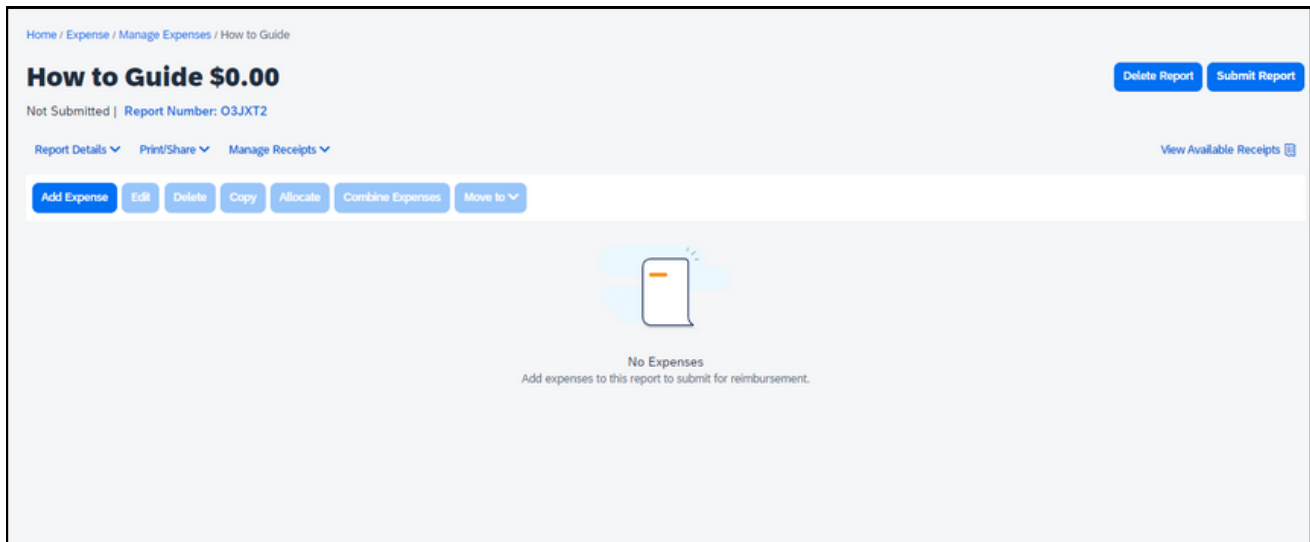 Home / Expense / Manage Expenses / How to Guide
How to Guide $0.00
Delete Report Submit Report
Not Submitted | Report Number: O3JXT2
Report Details Print/Share Manage Receipts View Available Receipts
Add Expense Edit Delete Copy Allocate Combine Expenses Move to
No Expenses
Add expenses to this report to submit for reimbursement.